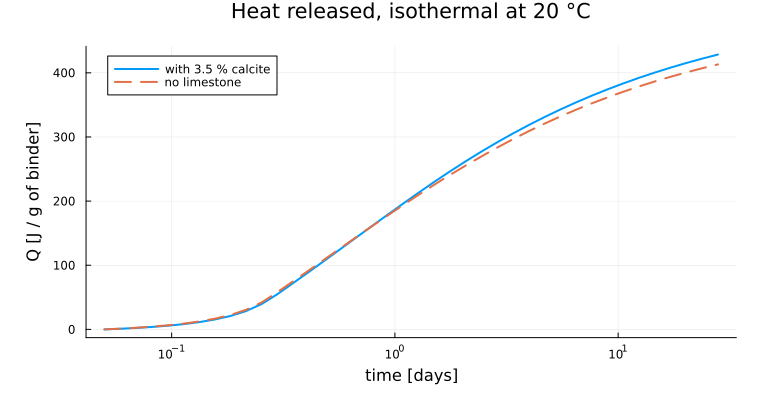 Heat released, isothermal at 20 °C
with 3.5 % calcite
no limestone
Q [J / g of binder]
400
300
200
100
0
10⁻¹
10⁰
10¹
time [days]